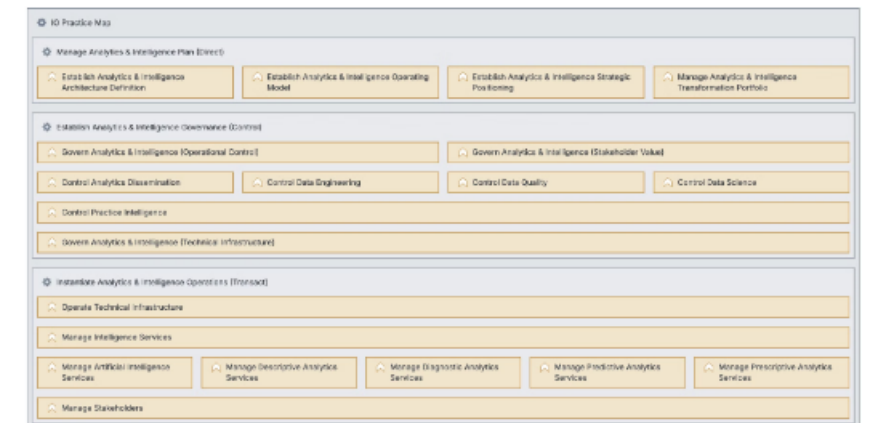 IO Practice Map
Manage Analytics & Intelligence Plan (Direct)
Establish Analytics & Intelligence
Architecture Definition
Establish Analytics & Intelligence Operating
Model
Establish Analytics & Intelligence Strategic
Positioning
Manage Analytics & Intelligence
Transformation Portfolio
Establish Analytics & Intelligence Governance (Control)
Govern Analytics & Intelligence (Operational Control)
Govern Analytics & Intelligence (Stakeholder Value)
Control Analytics Dissemination
Control Data Engineering
Control Data Quality
Control Data Science
Control Practice Intelligence
Govern Analytics & Intelligence (Technical Infrastructure)
Instantiate Analytics & Intelligence Operations (Transact)
Operate Technical Infrastructure
Manage Intelligence Services
Manage Artificial Intelligence
Services
Manage Descriptive Analytics
Services
Manage Diagnostic Analytics
Services
Manage Predictive Analytics
Services
Manage Prescriptive Analytics
Services
Manage Stakeholders